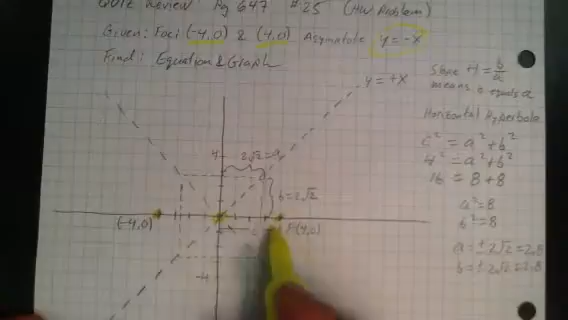 Quiz Review Pg 647 #25 (HW Problem)
Given: Foci (-4,0) & (4,0) Asymptote y=-x
Find: Equation & Graph
y=+x
Slope +1 = b/a
means b equals a
Horizontal Hyperbola
c² = a² + b²
4² = a² + b²
16 = 8+8
a² = 8
b² = 8
a = ± 2√2 = 2.8
b = ± 2√2 = 2.8
4
2√2 = a
b = 2√2
(-4,0)
F(4,0)
-4